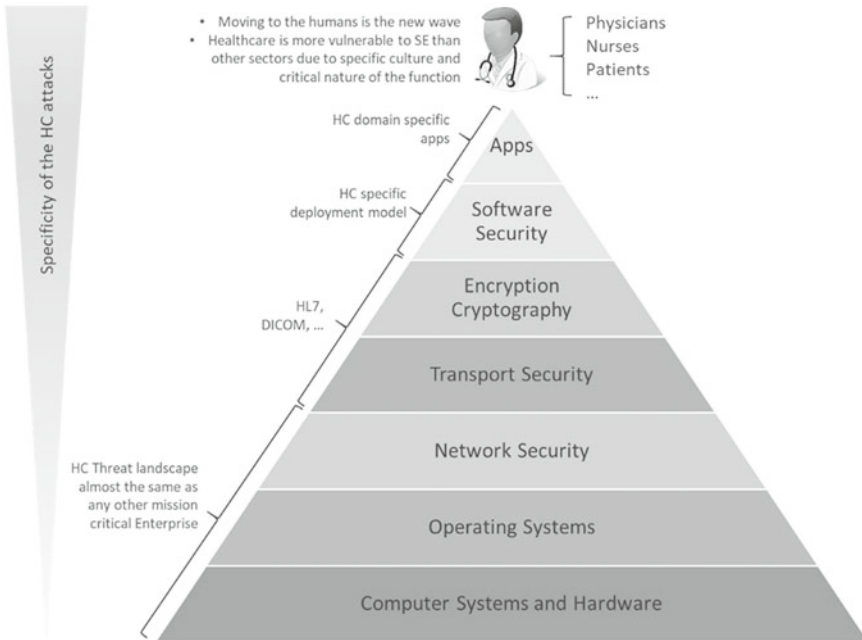 • Moving to the humans is the new wave
• Healthcare is more vulnerable to SE than
other sectors due to specific culture and
critical nature of the function
Physicians
Nurses
Patients
...
Specificity of the HC attacks
HC domain specific
apps
Apps
HC specific
deployment model
Software
Security
HL7,
DICOM, ...
Encryption
Cryptography
Transport Security
HC Threat landscape
almost the same as
any other mission
critical Enterprise
Network Security
Operating Systems
Computer Systems and Hardware